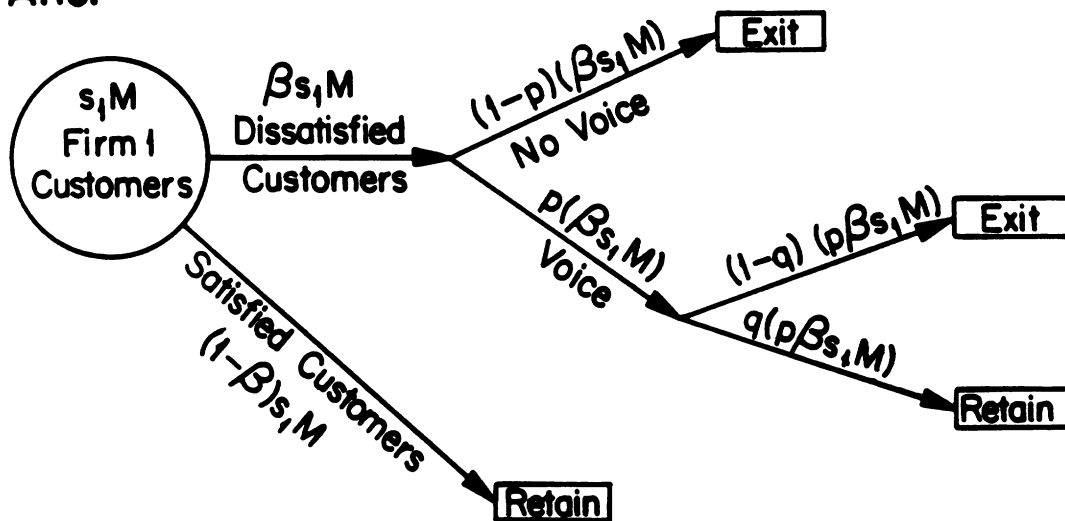 s₁M
Firm 1
Customers
βs₁M
Dissatisfied
Customers
(1-p)(βs₁M)
No Voice
Exit
p(βs₁M)
Voice
(1-q) (pβs₁M)
Exit
q(pβs₁M)
Retain
Satisfied Customers
(1-β)s₁M
Retain